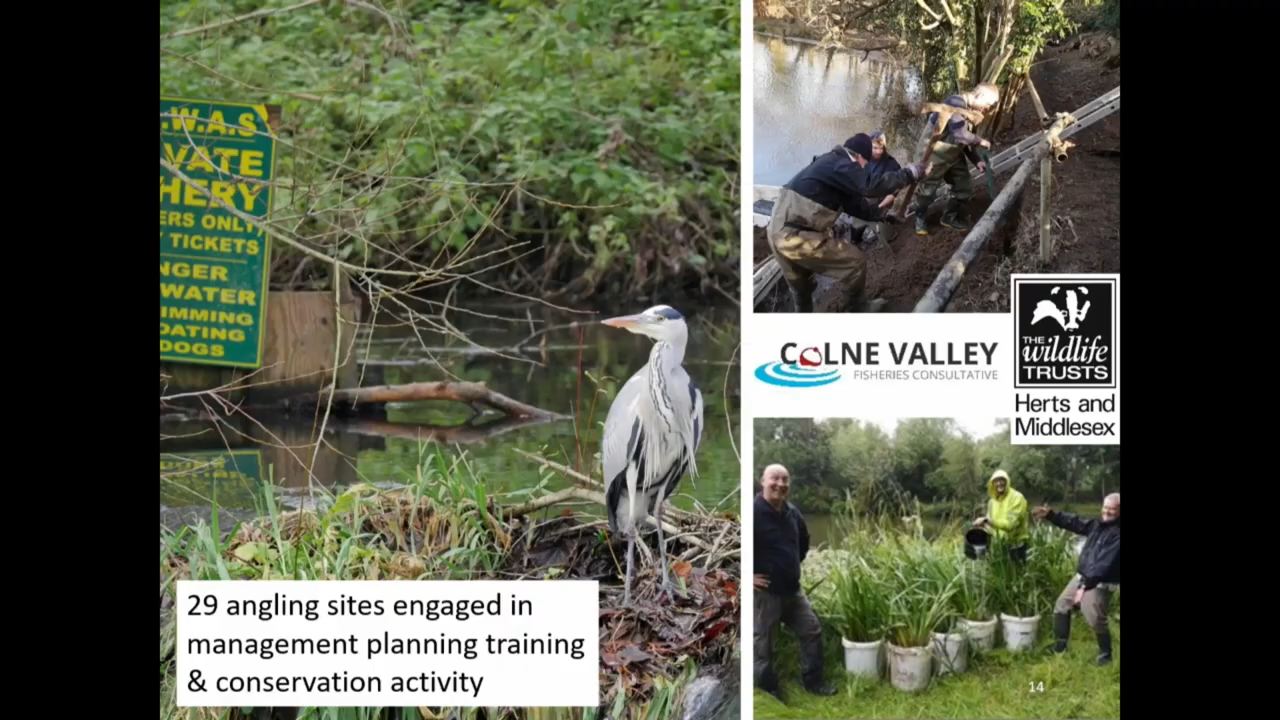 .W.A.S
VATE
HERY
ERS ONLY)
TICKETS
NGER
WATER
IMMING
OATING
DOGS
29 angling sites engaged in
management planning training
& conservation activity
COLNE VALLEY
FISHERIES CONSULTATIVE
THE
wildlife
TRUSTS
Herts and
Middlesex
14